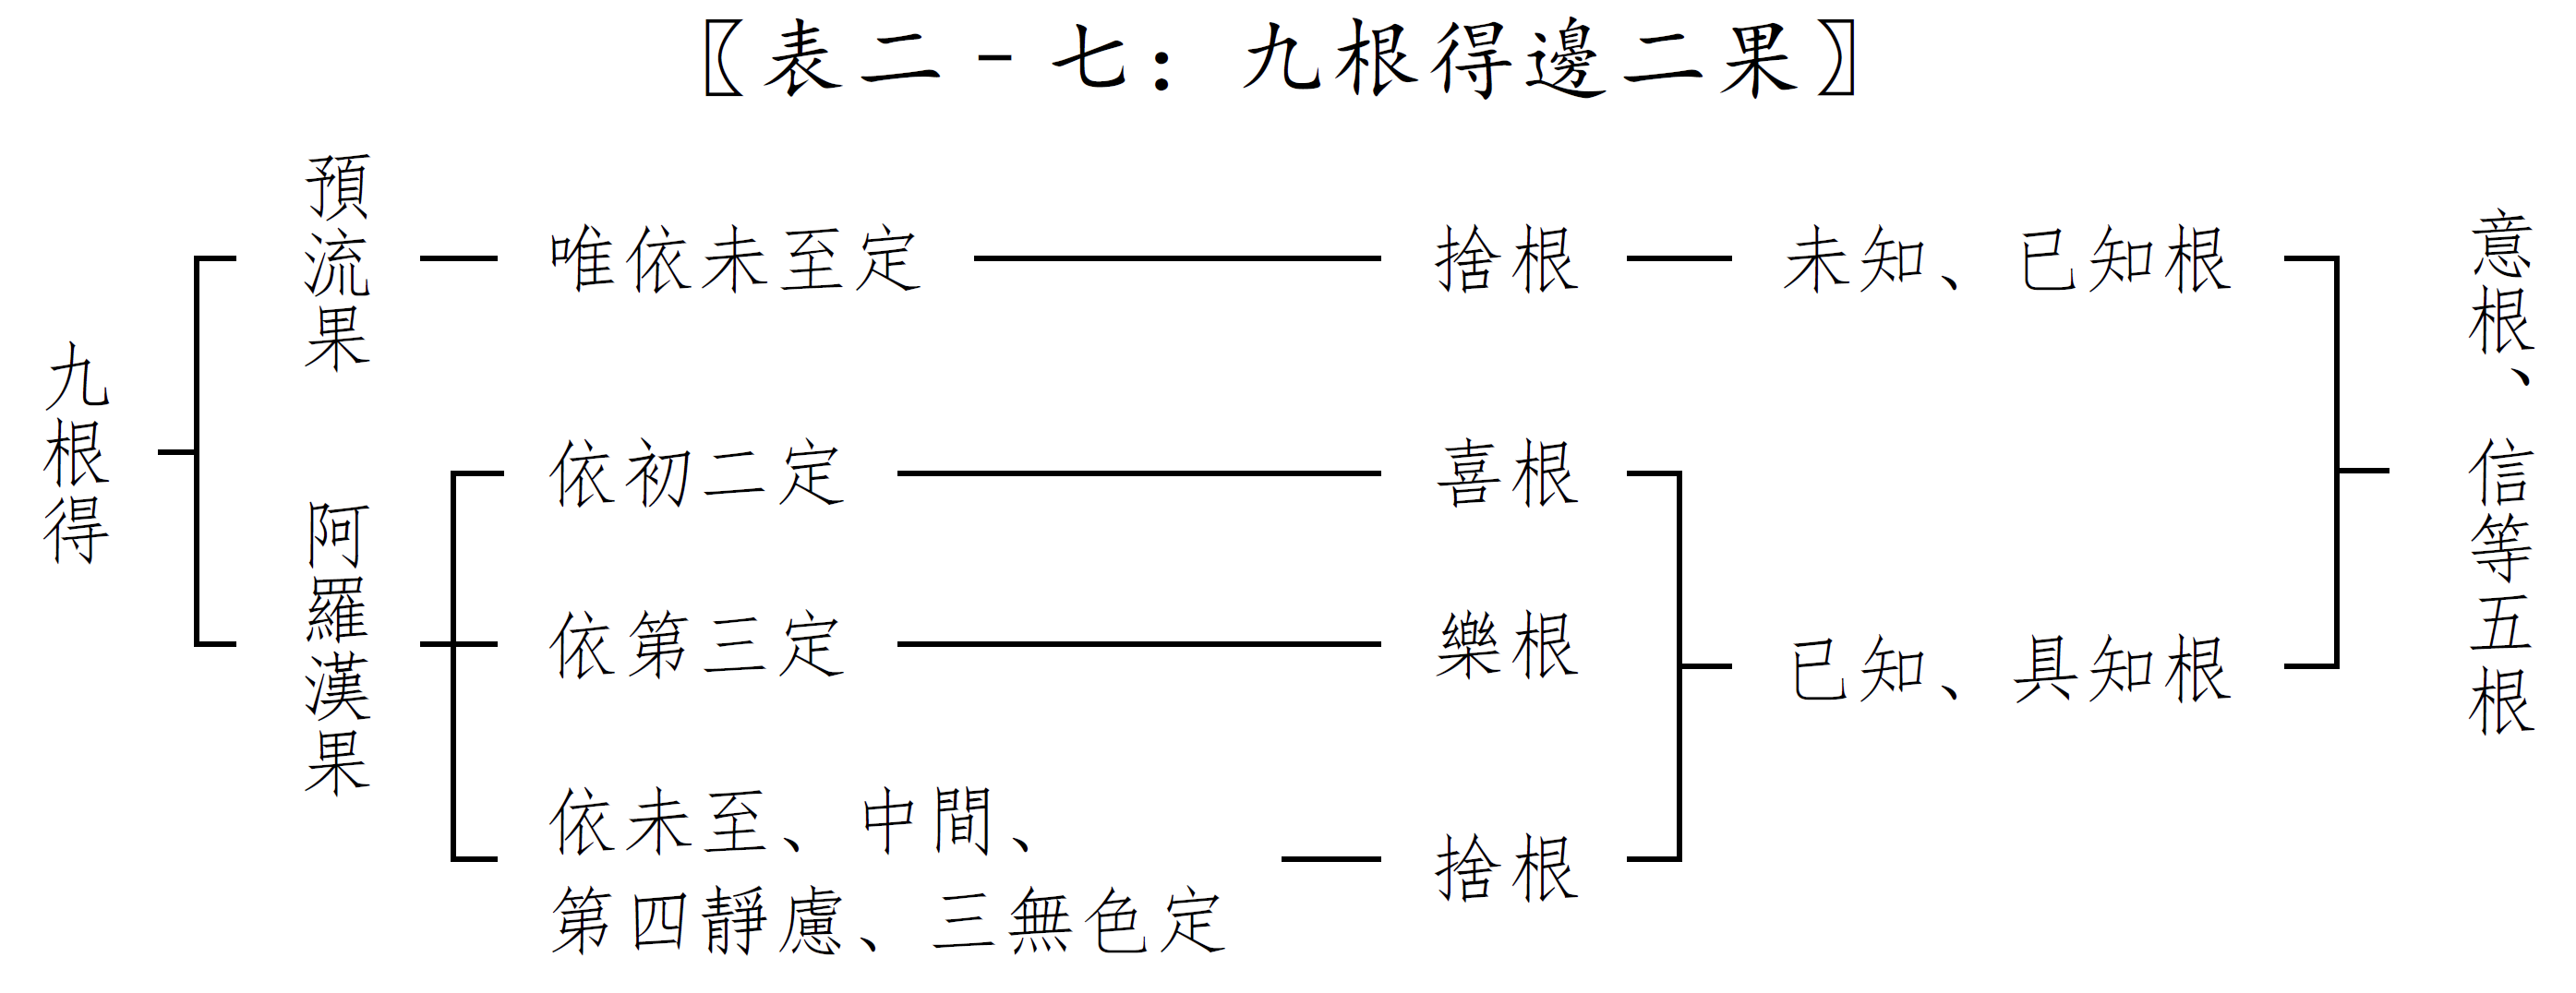 〖表二-七：九根得邊二果〗
九根得
預流果
唯依未至定
捨根
未知、已知根
阿羅漢果
依初二定
喜根
依第三定
樂根
依未至、中間、
第四靜慮、三無色定
捨根
已知、具知根
意根、信等五根